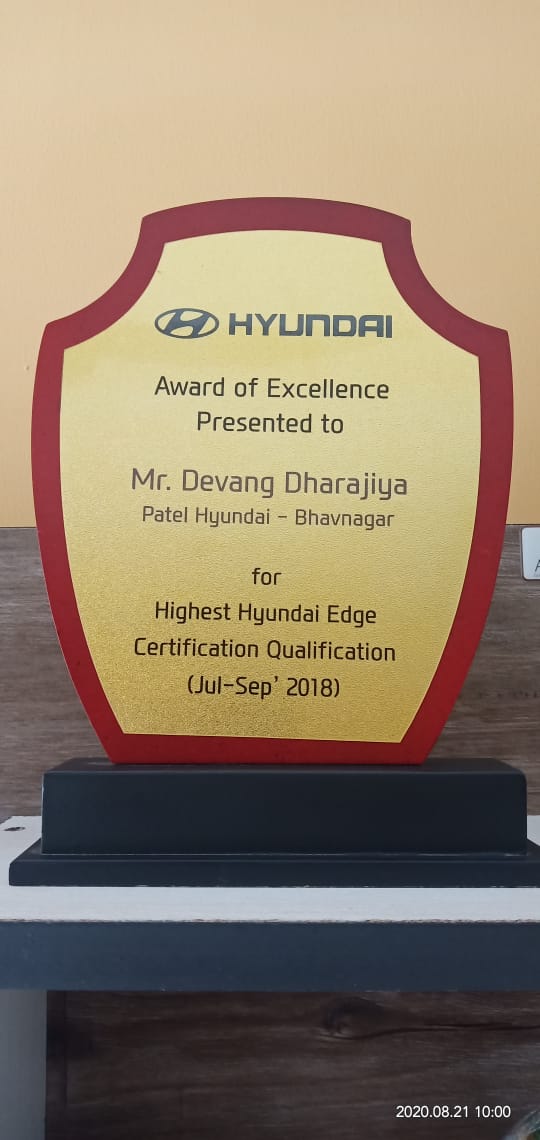 HYUNDAI
Award of Excellence
Presented to
Mr. Devang Dharajiya
Patel Hyundai - Bhavnagar
for
Highest Hyundai Edge
Certification Qualification
(Jul-Sep' 2018)
A
2020.08.21 10:00